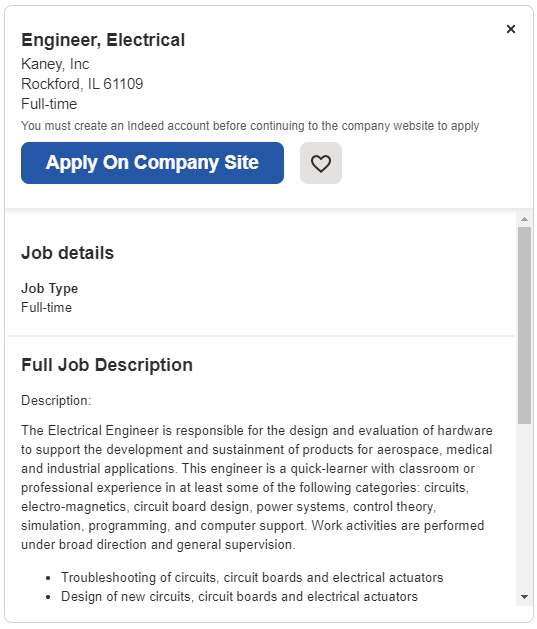 Engineer, Electrical
Kaney, Inc
Rockford, IL 61109
Full-time
You must create an Indeed account before continuing to the company website to apply
Apply On Company Site
Job details
Job Type
Full-time
Full Job Description
Description:
The Electrical Engineer is responsible for the design and evaluation of hardware
to support the development and sustainment of products for aerospace, medical
and industrial applications. This engineer is a quick-learner with classroom or
professional experience in at least some of the following categories: circuits,
electro-magnetics, circuit board design, power systems, control theory,
simulation, programming, and computer support. Work activities are performed
under broad direction and general supervision.
• Troubleshooting of circuits, circuit boards and electrical actuators
• Design of new circuits, circuit boards and electrical actuators